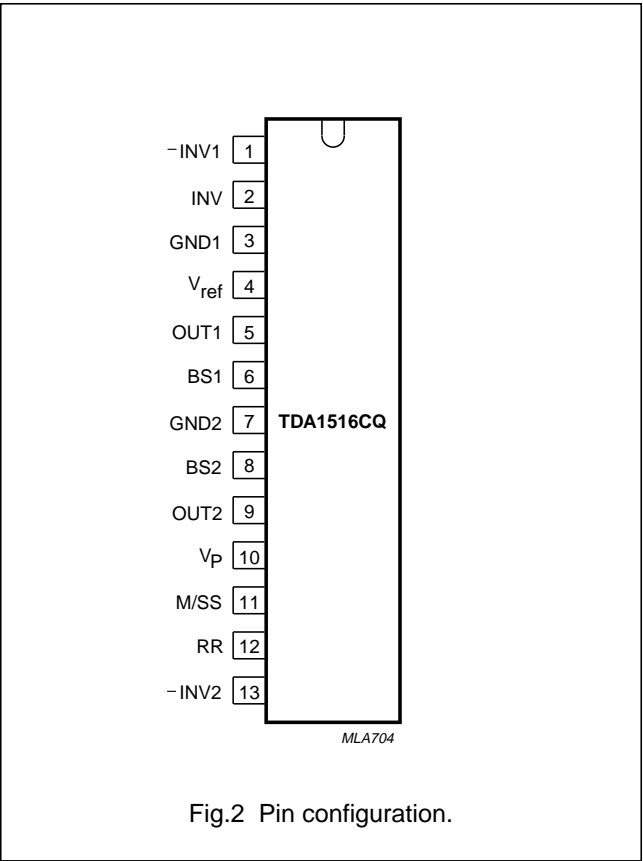 −INV1 1
INV 2
GND1 3
Vref 4
OUT1 5
BS1 6
GND2 7 TDA1516CQ
BS2 8
OUT2 9
VP 10
M/SS 11
RR 12
−INV2 13
MLA704
Fig.2 Pin configuration.